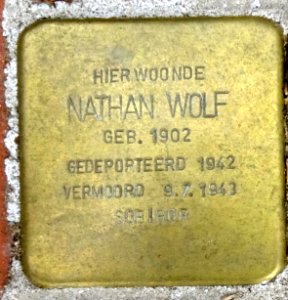 HIER WOONDE
NATHAN WOLF
GEB. 1902
GEDEPORTEERD 1942
VERMOORD 9.7.1943
SOBIBOR